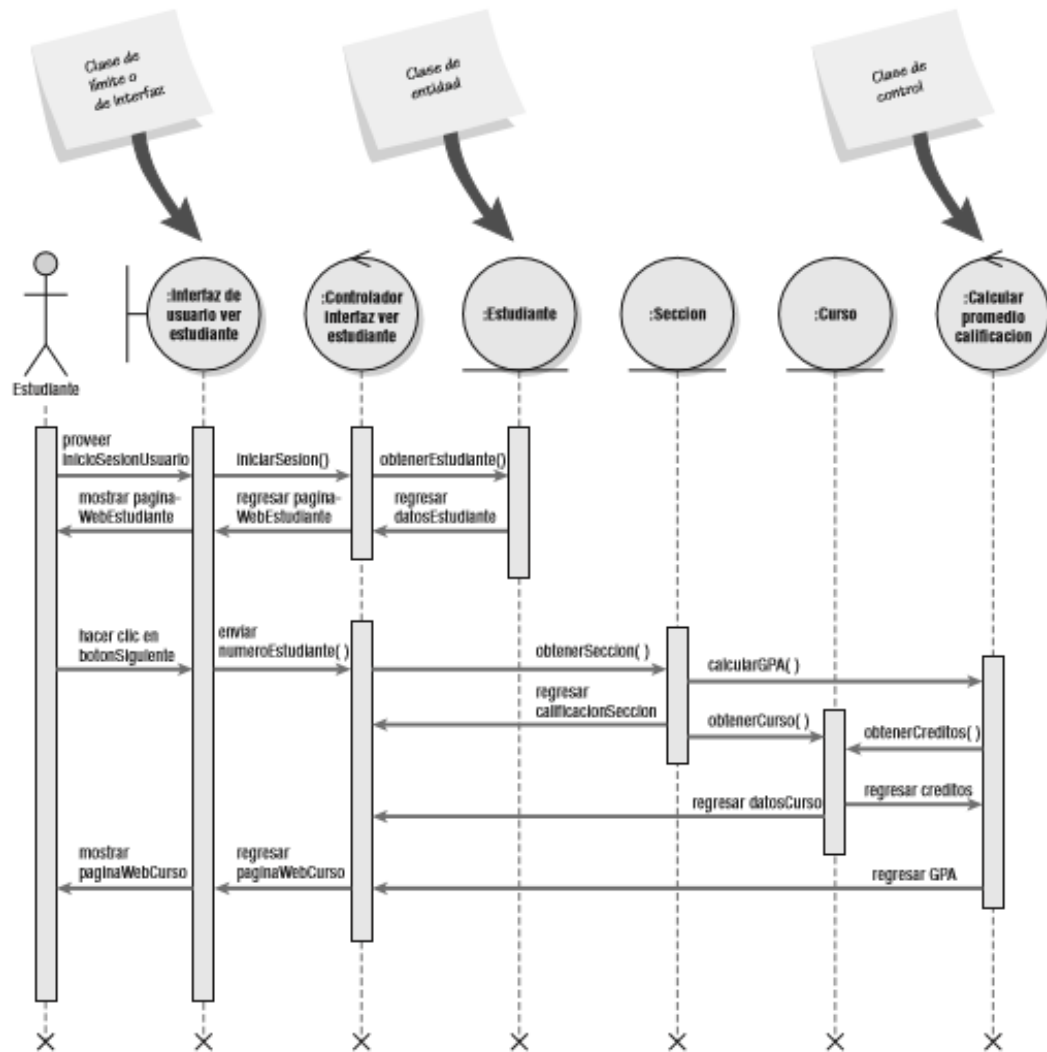 Clase de
límite o
de interfaz
Clase de
entidad
Clase de
control
:Interfaz de
usuario ver
estudiante
:Controlador
interfaz ver
estudiante
:Estudiante
:Seccion
:Curso
:Calcular
promedio
calificacion
Estudiante
proveer
inicioSesionUsuario
iniciarSesion()
obtenerEstudiante()
mostrar pagina-
WebEstudiante
regresar pagina-
WebEstudiante
regresar
datosEstudiante
hacer clic en
botonSiguiente
enviar
numeroEstudiante( )
obtenerSeccion( )
calcularGPA( )
regresar
calificacionSeccion
obtenerCurso( )
obtenerCreditos( )
regresar datosCurso
regresar creditos
mostrar
paginaWebCurso
regresar
paginaWebCurso
regresar GPA